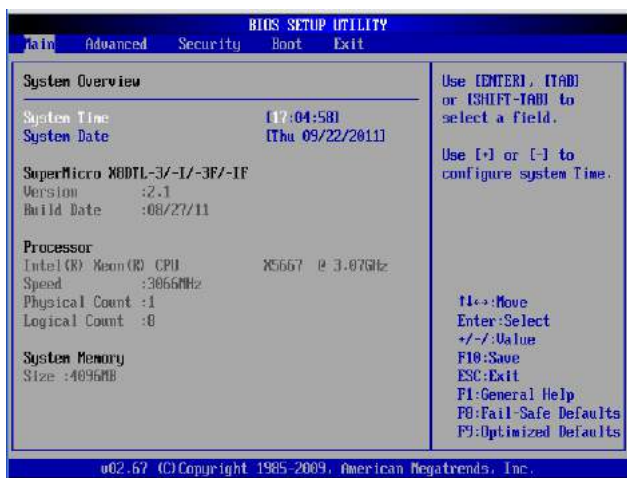 BIOS SETUP UTILITY
Main Advanced Security Boot Exit
System Overview
System Time [17:04:58]
System Date [Thu 09/22/2011]
SuperMicro X8DTL-3/-I/-3F/-IF
Version :2.1
Build Date :08/27/11
Processor
Intel(R) Xeon(R) CPU X5667 @ 3.07GHz
Speed :3066MHz
Physical Count :1
Logical Count :8
System Memory
Size :4096MB
Use [ENTER], [TAB]
or [SHIFT-TAB] to
select a field.
Use [+] or [-] to
configure system Time.
↑↓↔:Move
Enter:Select
+/-/:Value
F10:Save
ESC:Exit
F1:General Help
F8:Fail-Safe Defaults
F9:Optimized Defaults
v02.67 (C)Copyright 1985-2009, American Megatrends, Inc.